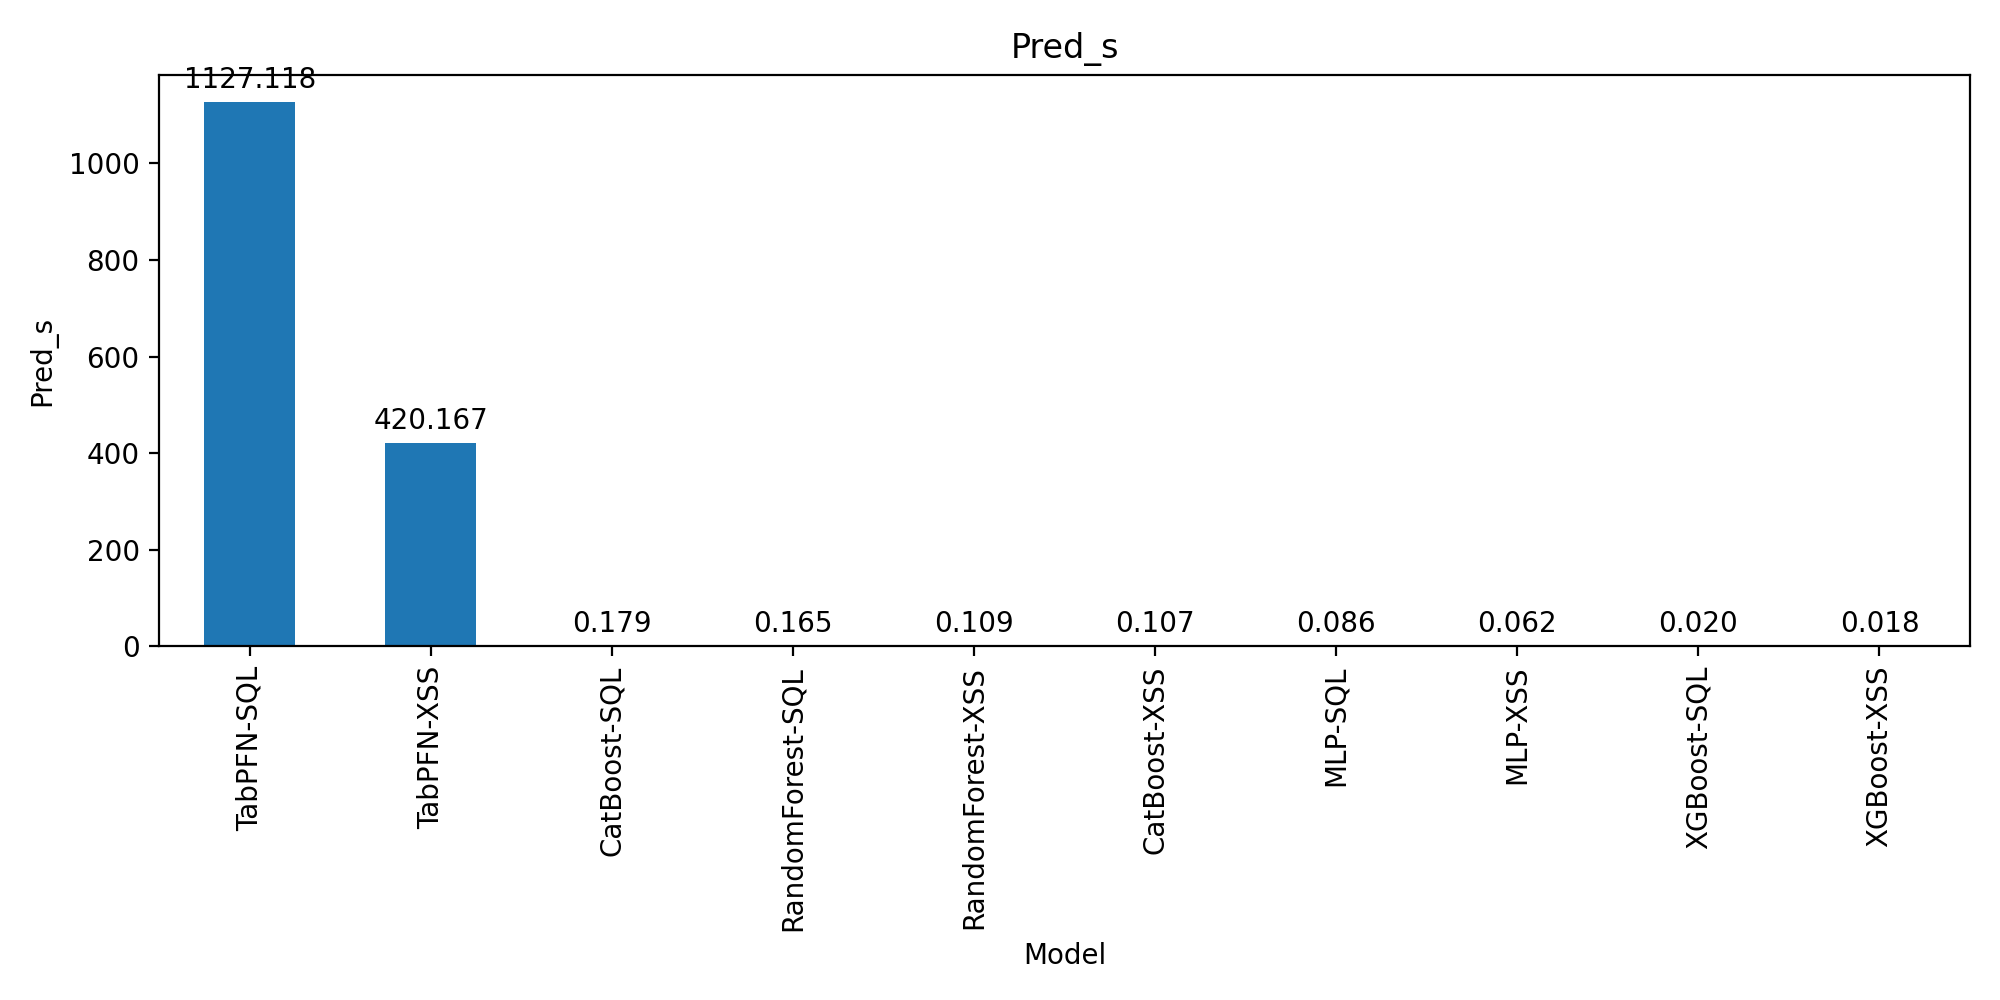 Pred_s
1127.118
420.167
0.179
0.165
0.109
0.107
0.086
0.062
0.020
0.018
1000
800
600
400
200
0
Pred_s
TabPFN-SQL
TabPFN-XSS
CatBoost-SQL
RandomForest-SQL
RandomForest-XSS
CatBoost-XSS
MLP-SQL
MLP-XSS
XGBoost-SQL
XGBoost-XSS
Model